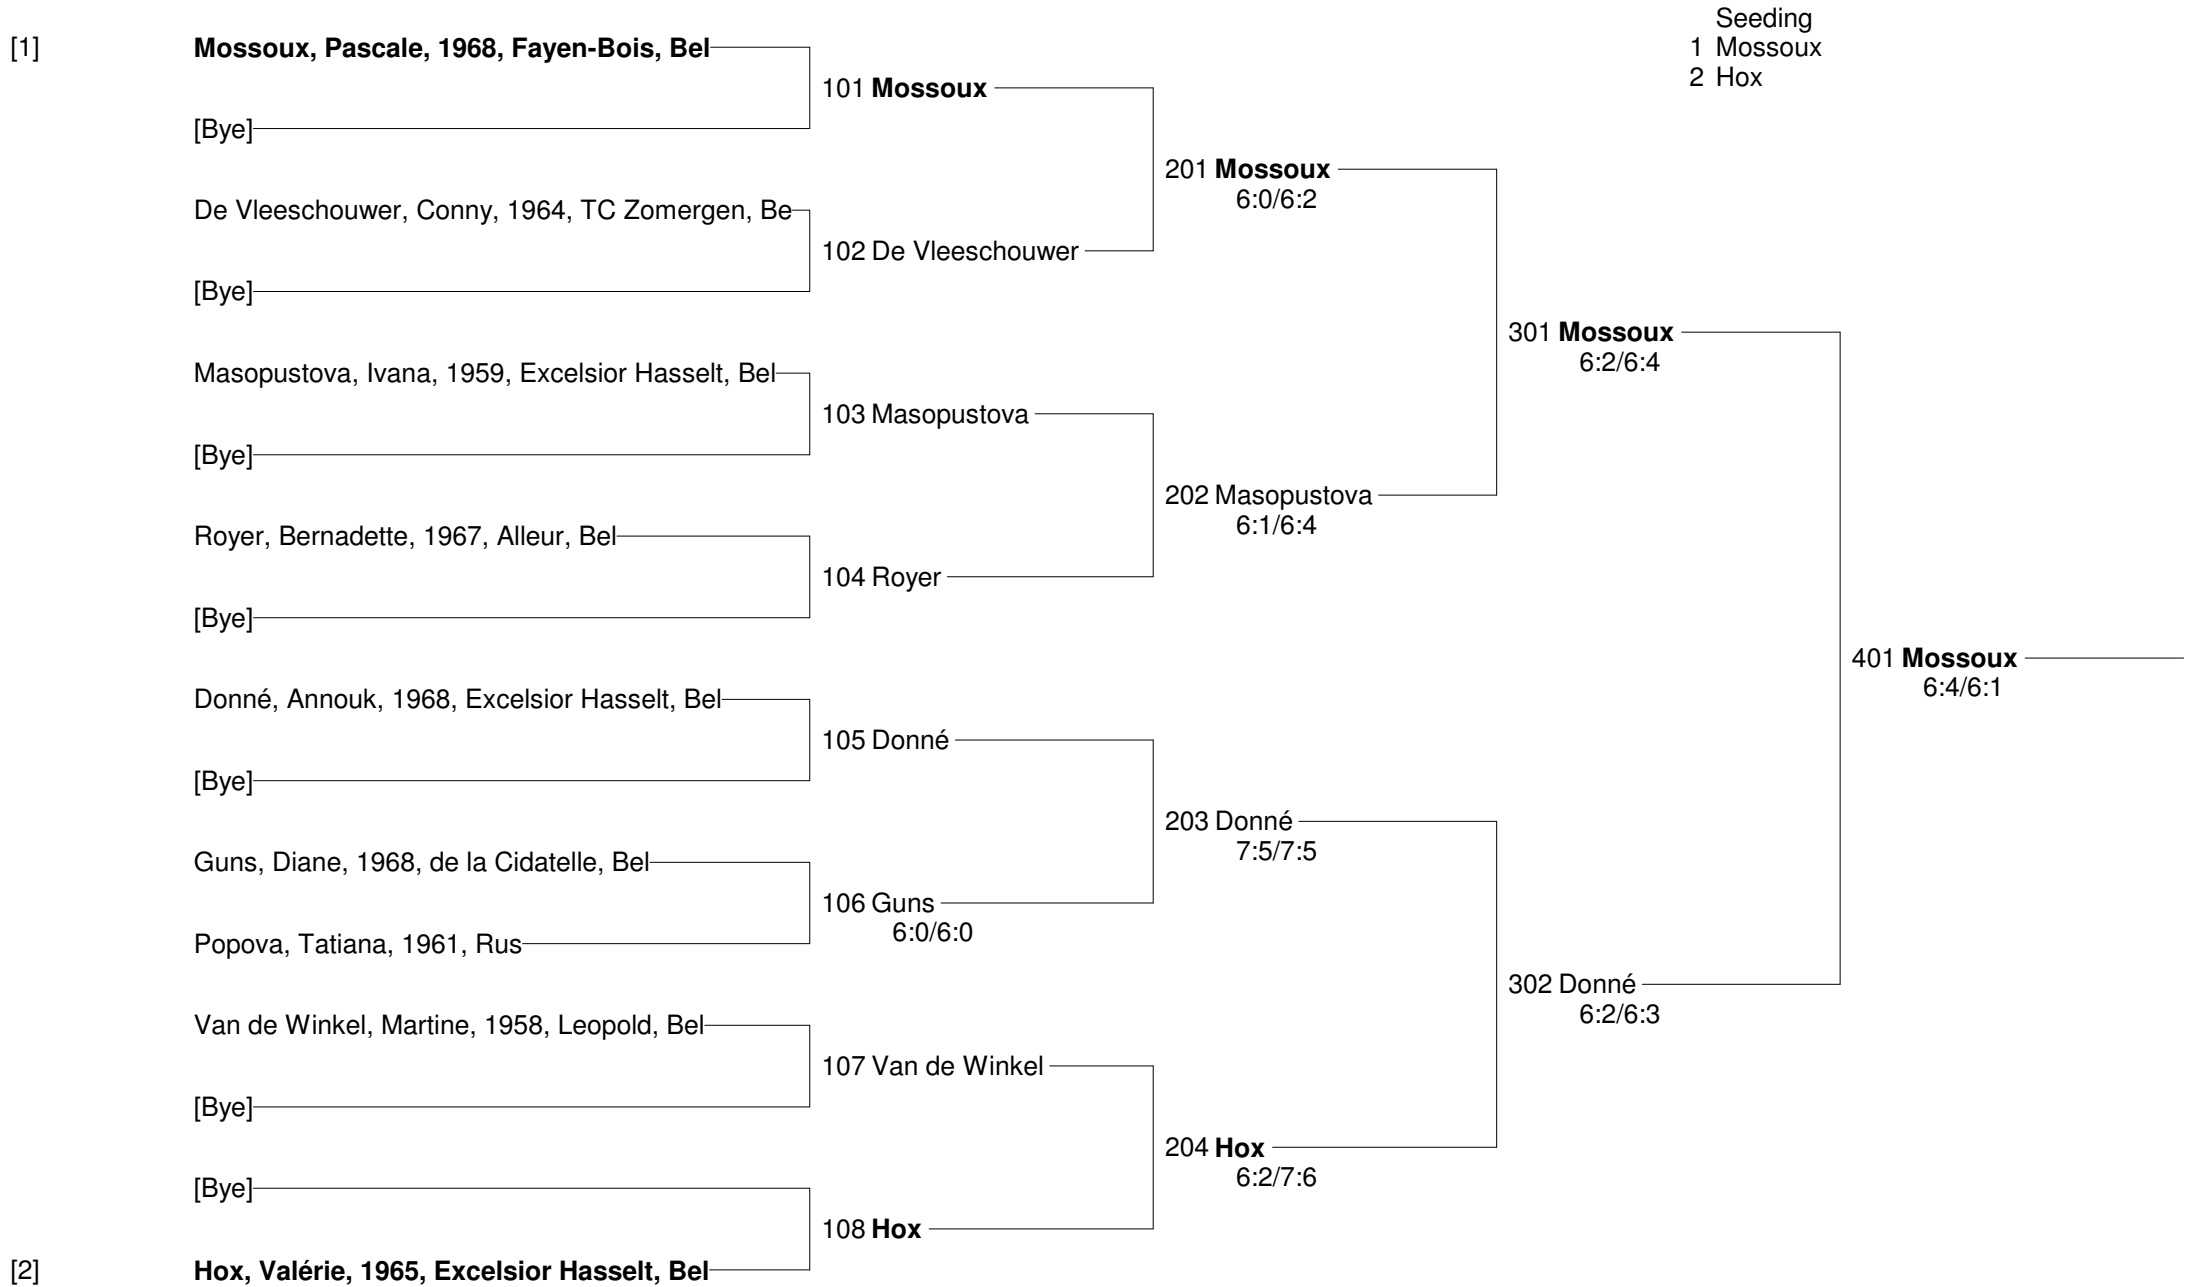 Seeding
1 Mossoux
2 Hox
[1] Mossoux, Pascale, 1968, Fayen-Bois, Bel
[Bye]
De Vleeschouwer, Conny, 1964, TC Zomergen, Be
[Bye]
Masopustova, Ivana, 1959, Excelsior Hasselt, Bel
[Bye]
Royer, Bernadette, 1967, Alleur, Bel
[Bye]
Donné, Annouk, 1968, Excelsior Hasselt, Bel
[Bye]
Guns, Diane, 1968, de la Cidatelle, Bel
Popova, Tatiana, 1961, Rus
Van de Winkel, Martine, 1958, Leopold, Bel
[Bye]
[Bye]
[2] Hox, Valérie, 1965, Excelsior Hasselt, Bel
101 Mossoux
102 De Vleeschouwer
103 Masopustova
104 Royer
105 Donné
106 Guns
6:0/6:0
107 Van de Winkel
108 Hox
201 Mossoux
6:0/6:2
202 Masopustova
6:1/6:4
203 Donné
7:5/7:5
204 Hox
6:2/7:6
301 Mossoux
6:2/6:4
302 Donné
6:2/6:3
401 Mossoux
6:4/6:1